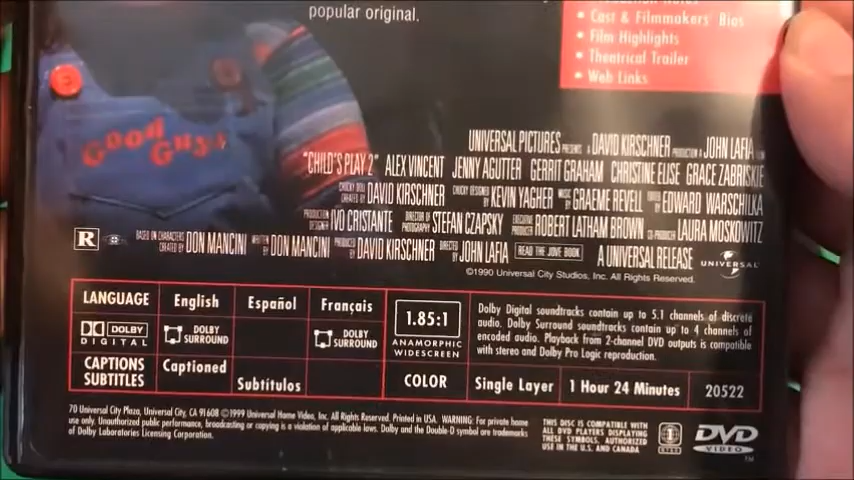 popular original.
• Cast & Filmmakers Bios
• Film Highlights
• Theatrical Trailer
• Web Links
Good Guys
UNIVERSAL PICTURES PRESENTS A DAVID KIRSCHNER PRODUCTION A JOHN LAFIA FILM
"CHILD'S PLAY 2" ALEX VINCENT JENNY AGUTTER GERRIT GRAHAM CHRISTINE ELISE GRACE ZABRISKIE
CHUCKY DOLL CREATED BY DAVID KIRSCHNER CHUCKY DESIGNED BY KEVIN YAGHER MUSIC BY GRAEME REVELL EDITED BY EDWARD WARSCHILKA
PRODUCTION DESIGNER IVO CRISTANTE DIRECTOR OF PHOTOGRAPHY STEFAN CZAPSKY EXECUTIVE PRODUCER ROBERT LATHAM BROWN CO-PRODUCER LAURA MOSKOWITZ
R BASED ON CHARACTERS CREATED BY DON MANCINI WRITTEN BY DON MANCINI PRODUCED BY DAVID KIRSCHNER DIRECTED BY JOHN LAFIA READ THE JOVE BOOK A UNIVERSAL RELEASE UNIVERSAL
©1990 Universal City Studios, Inc. All Rights Reserved.
LANGUAGE English Español Français
DOLBY DIGITAL DOLBY SURROUND DOLBY SURROUND
CAPTIONS SUBTITLES Captioned Subtítulos
1.85:1
ANAMORPHIC WIDESCREEN
COLOR
Dolby Digital soundtracks contain up to 5.1 channels of discrete
audio. Dolby Surround soundtracks contain up to 4 channels of
encoded audio. Playback from 2-channel DVD outputs is compatible
with stereo and Dolby Pro Logic reproduction.
Single Layer 1 Hour 24 Minutes 20522
70 Universal City Plaza, Universal City, CA 91608 ©1999 Universal Home Video, Inc. All Rights Reserved. Printed in USA. WARNING: For private home
use only. Unauthorized public performance, broadcasting or copying is a violation of applicable laws. Dolby and the Double-D symbol are trademarks
of Dolby Laboratories Licensing Corporation.
THIS DISC IS COMPATIBLE WITH
ALL DVD PLAYERS DISPLAYING
THESE SYMBOLS. AUTHORIZED
FOR USE IN THE U.S. AND CANADA
1
NTSC
DVD
VIDEO
TM